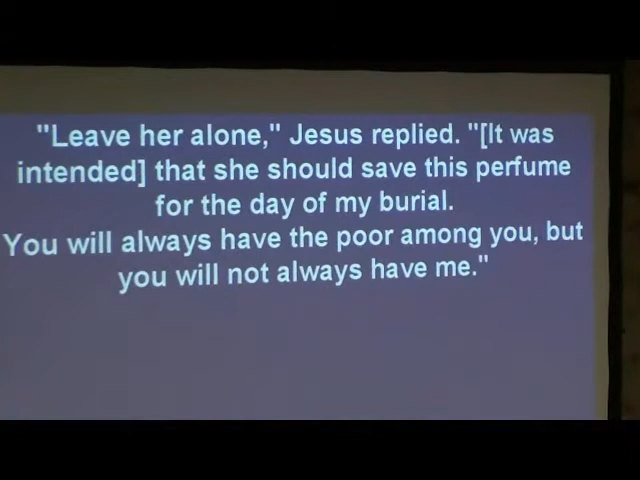 "Leave her alone," Jesus replied. "[It was
intended] that she should save this perfume
for the day of my burial.
You will always have the poor among you, but
you will not always have me."